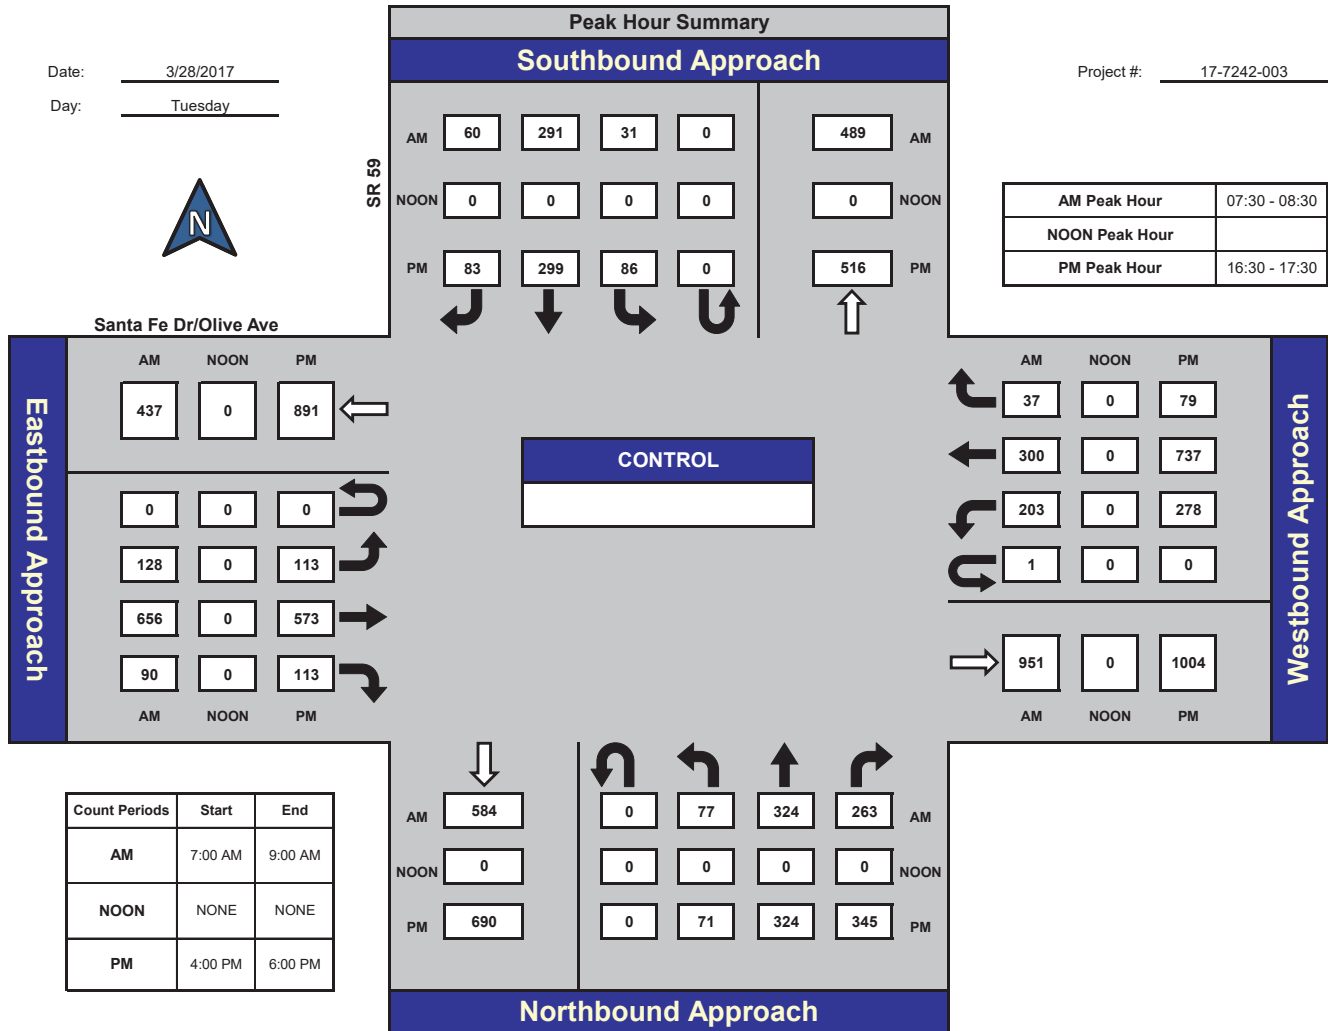 Peak Hour Summary
Southbound Approach
Date: 3/28/2017
Project #: 17-7242-003
Day: Tuesday
SR 59
AM 60 291 31 0 489 AM
NOON 0 0 0 0 0 NOON
PM 83 299 86 0 516 PM
N
AM Peak Hour 07:30 - 08:30
NOON Peak Hour
PM Peak Hour 16:30 - 17:30
Santa Fe Dr/Olive Ave
Eastbound Approach
AM NOON PM
437 0 891
0 0 0
128 0 113
656 0 573
90 0 113
AM NOON PM
CONTROL
AM NOON PM
37 0 79
300 0 737
203 0 278
1 0 0
951 0 1004
AM NOON PM
Westbound Approach
AM 584 0 77 324 263 AM
NOON 0 0 0 0 0 NOON
PM 690 0 71 324 345 PM
Northbound Approach
Count Periods Start End
AM 7:00 AM 9:00 AM
NOON NONE NONE
PM 4:00 PM 6:00 PM